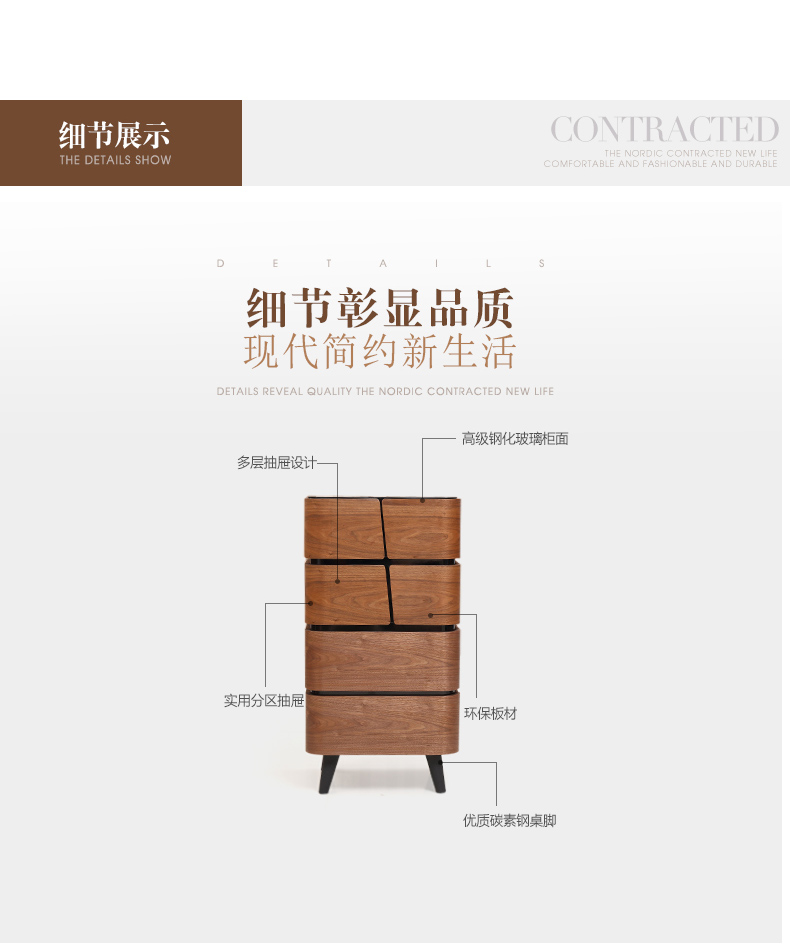 细节展示
THE DETAILS SHOW
CONTRACTED
THE NORDIC CONTRACTED NEW LIFE
COMFORTABLE AND FASHIONABLE AND DURABLE
DETAILS
细节彰显品质
现代简约新生活
DETAILS REVEAL QUALITY THE NORDIC CONTRACTED NEW LIFE
高级钢化玻璃柜面
多层抽屉设计
实用分区抽屉
环保板材
优质碳素钢桌脚